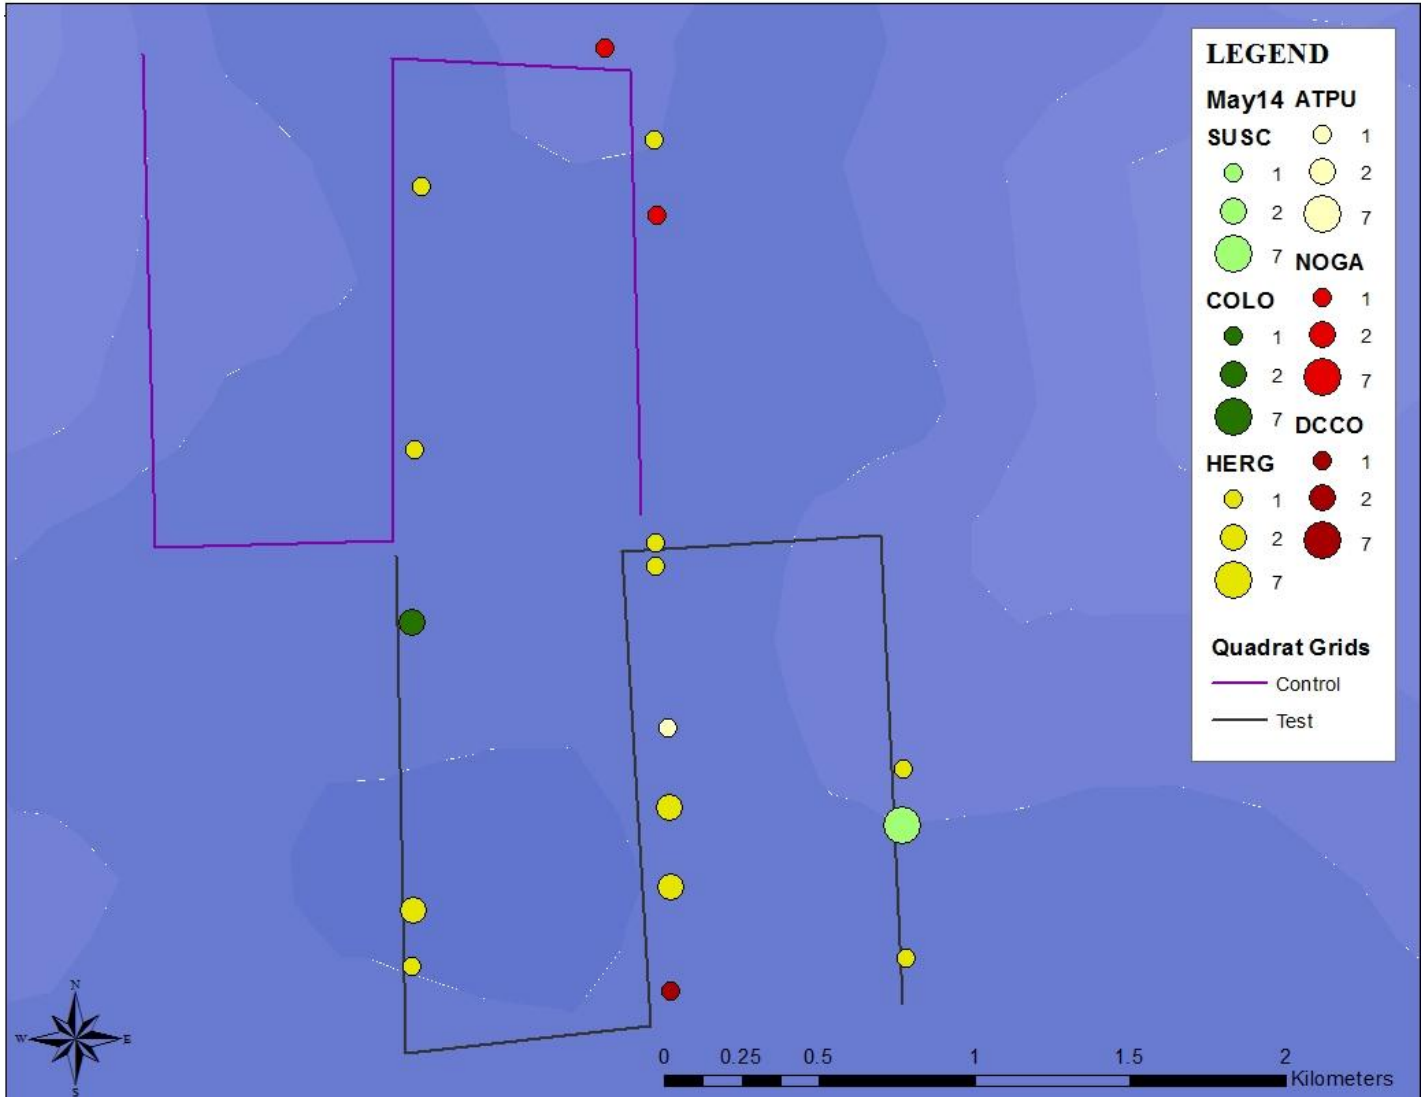 LEGEND
May14 ATPU
SUSC
1
1
2
2
7
7
NOGA
COLO
1
1
2
2
7
7
DCCO
HERG
1
1
2
2
7
7
Quadrat Grids
Control
Test
N
W E
S
0 0.25 0.5 1 1.5 2
Kilometers